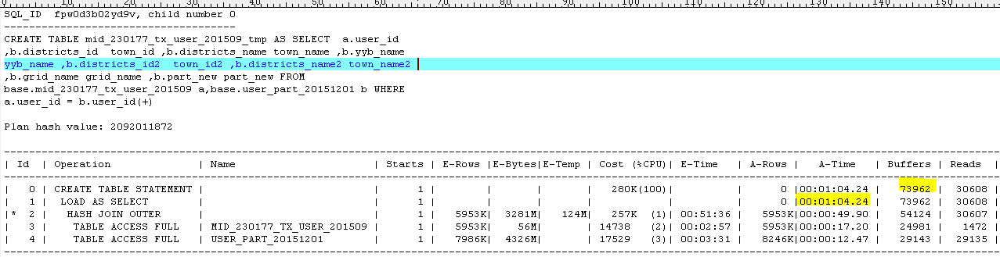 0 10 20 30 40 50 60 70 80 90 100 110 120 130 140 150
SQL_ID  fpw0d3b02yd9v, child number 0
-------------------------------------
CREATE TABLE mid_230177_tx_user_201509_tmp AS SELECT  a.user_id
,b.districts_id  town_id ,b.districts_name town_name ,b.yyb_name
yyb_name ,b.districts_id2  town_id2 ,b.districts_name2 town_name2
,b.grid_name grid_name ,b.part_new part_new FROM
base.mid_230177_tx_user_201509 a,base.user_part_20151201 b WHERE
a.user_id = b.user_id(+)
Plan hash value: 2092011872
| Id  | Operation              | Name                      | Starts | E-Rows |E-Bytes|E-Temp | Cost (%CPU)| E-Time   | A-Rows |   A-Time   | Buffers | Reads  |
|   0 | CREATE TABLE STATEMENT |                           |      1 |        |       |       |   280K(100)|          |      0 |00:01:04.24 |   73962 |  30608 |
|   1 |  LOAD AS SELECT        |                           |      1 |        |       |       |            |          |      0 |00:01:04.24 |   73962 |  30608 |
|*  2 |   HASH JOIN OUTER      |                           |      1 |   5953K|  3281M|   124M|   257K  (1)| 00:51:36 |   5953K|00:00:49.90 |   54124 |  30607 |
|   3 |    TABLE ACCESS FULL   | MID_230177_TX_USER_201509 |      1 |   5953K|    56M|       | 14738   (2)| 00:02:57 |   5953K|00:00:17.20 |   24981 |   1472 |
|   4 |    TABLE ACCESS FULL   | USER_PART_20151201        |      1 |   7986K|  4326M|       | 17529   (3)| 00:03:31 |   8246K|00:00:12.47 |   29143 |  29135 |